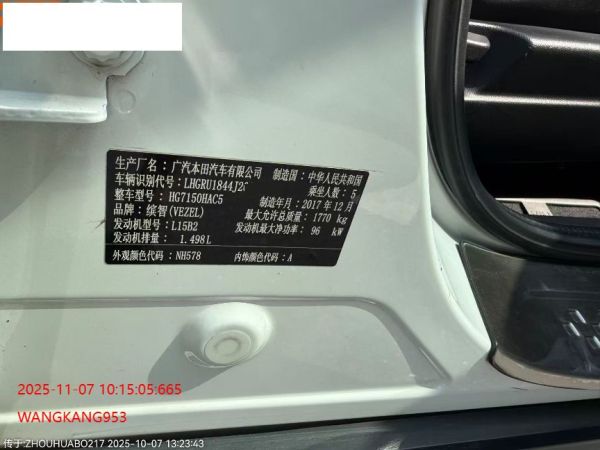 生产厂名：广汽本田汽车有限公司 制造国：中华人民共和国
车辆识别代号：LHGRU1844J2 乘坐人数：5
整车型号：HG7150HAC5 制造年月：2017年12月
品牌：缤智(VEZEL) 最大允许总质量：1770 kg
发动机型号：L15B2 发动机最大净功率：96 kW
发动机排量：1.498L
外观颜色代码：NH578 内饰颜色代码：A
2025-11-07 10:15:05:665
WANGKANG953
传于:ZHOUHUABO217 2025-10-07 13:23:43